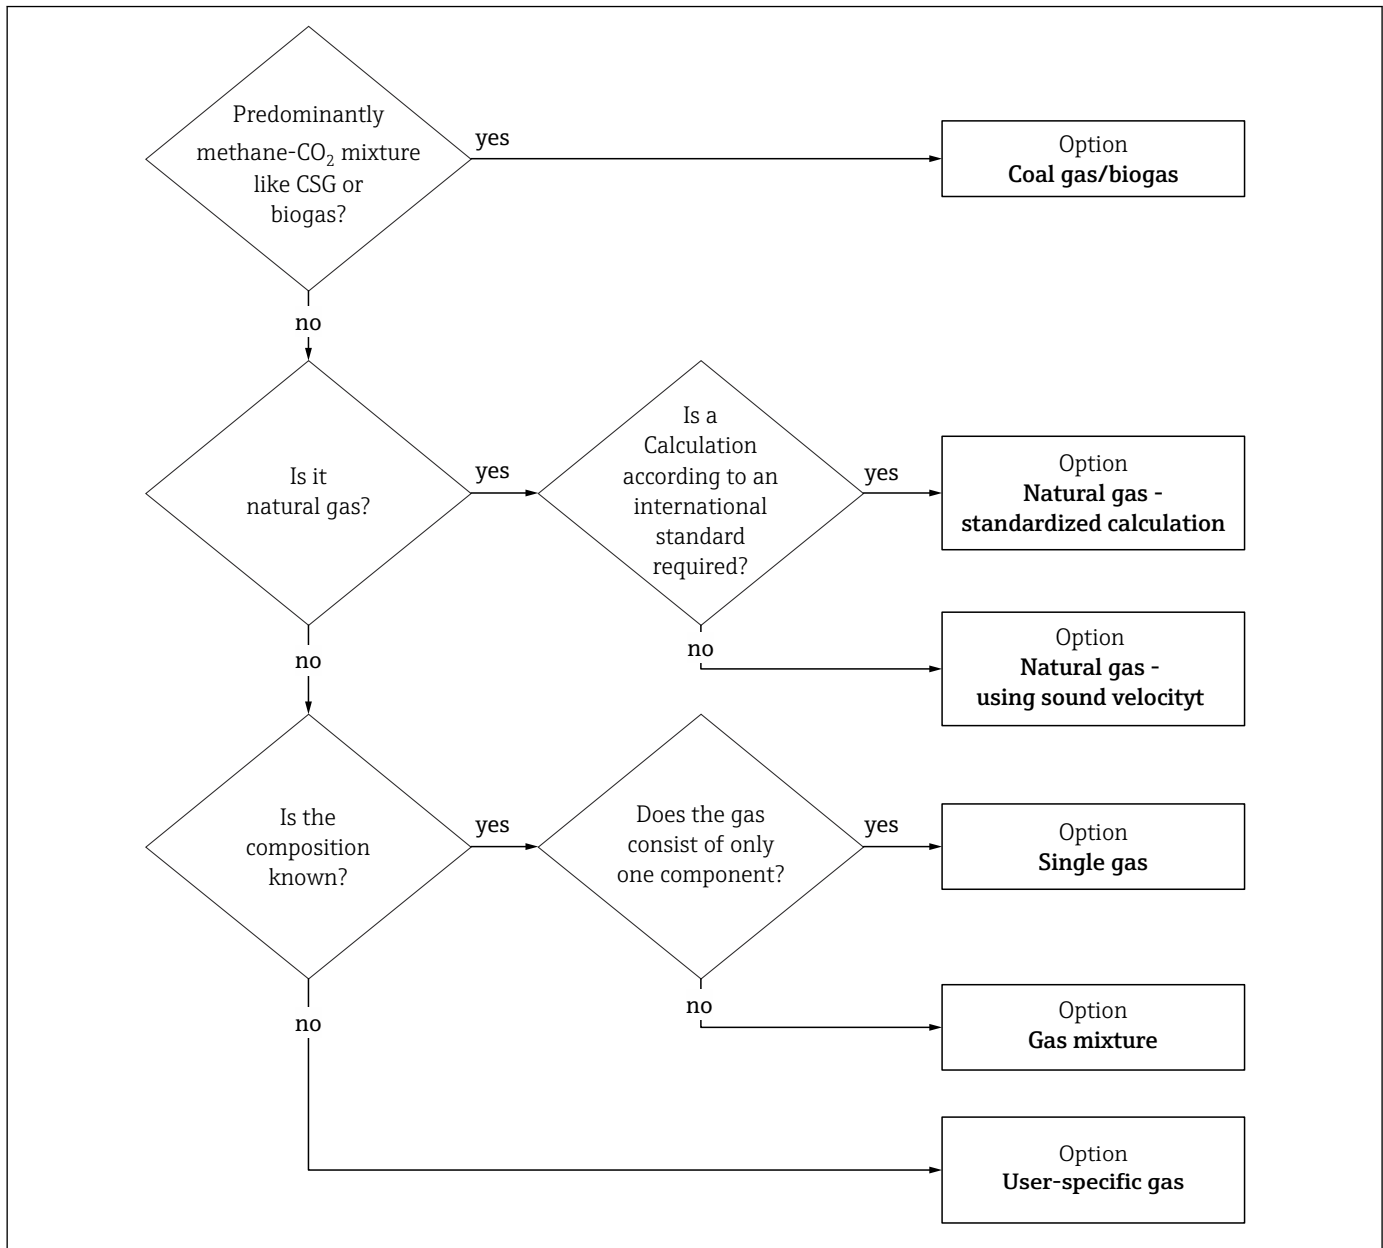 Predominantly
methane-CO₂ mixture
like CSG or
biogas?
yes
Option
Coal gas/biogas
no
Is it
natural gas?
yes
Is a
Calculation
according to an
international
standard
required?
yes
Option
Natural gas -
standardized calculation
no
Option
Natural gas -
using sound velocityt
no
Is the
composition
known?
yes
Does the gas
consist of only
one component?
yes
Option
Single gas
no
Option
Gas mixture
no
Option
User-specific gas